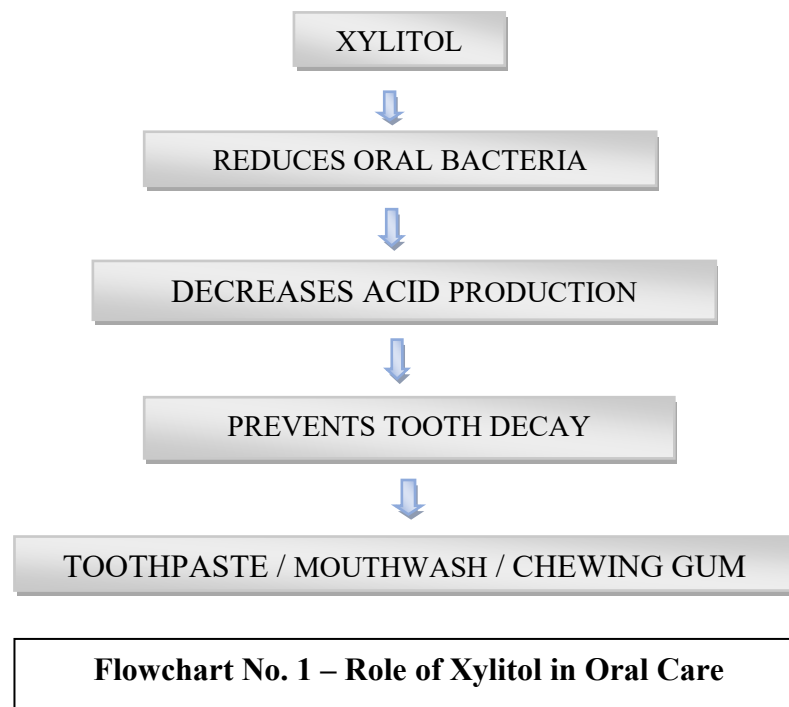 XYLITOL
REDUCES ORAL BACTERIA
DECREASES ACID PRODUCTION
PREVENTS TOOTH DECAY
TOOTHPASTE / MOUTHWASH / CHEWING GUM
Flowchart No. 1 – Role of Xylitol in Oral Care